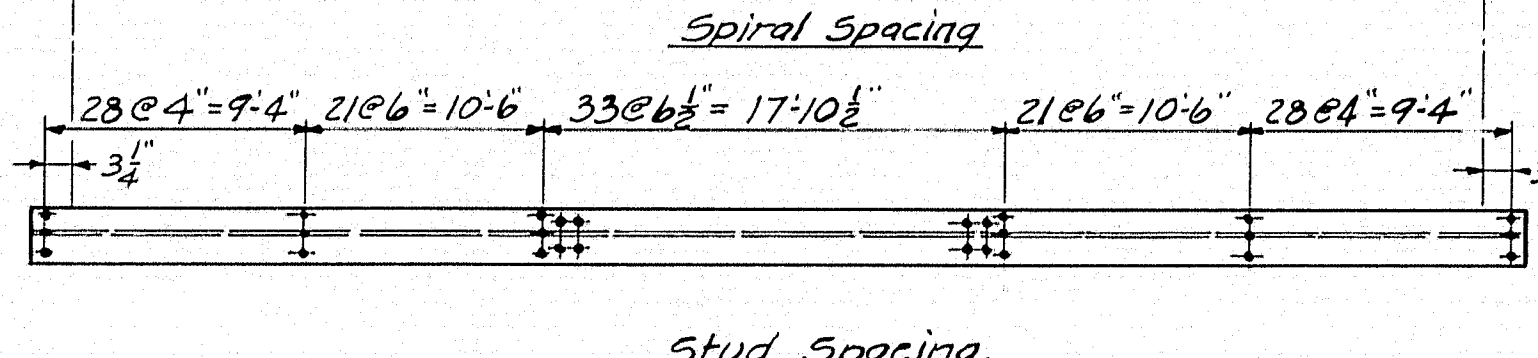 Spiral Spacing
28@4"=9'-4" 21@6"=10'-6" 33@6½"= 17'-10½" 21@6"=10'-6" 28@4"=9'-4"
3¼"
Stud Spacing